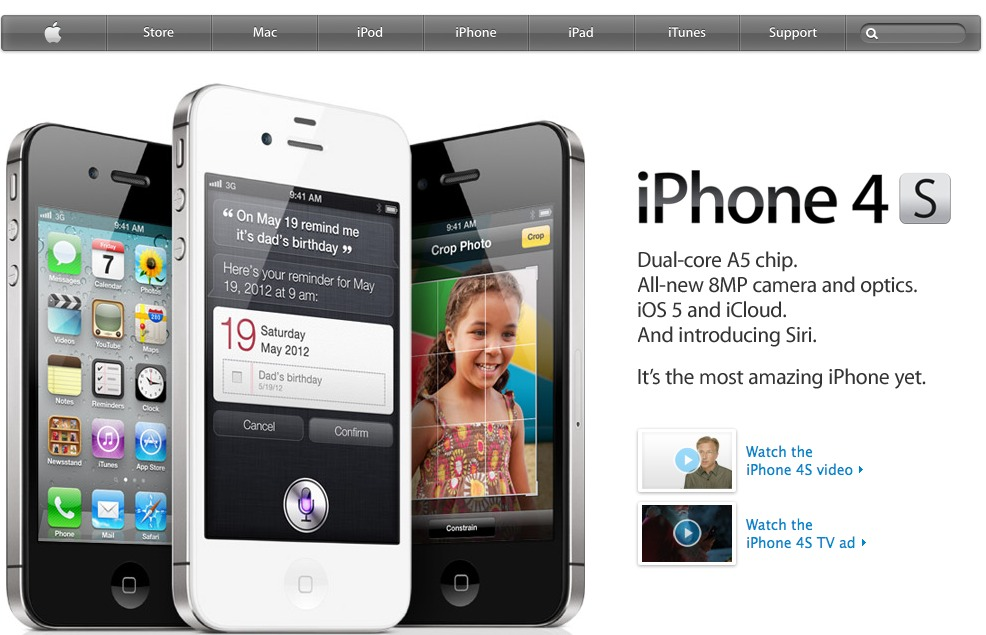 Store
Mac
iPod
iPhone
iPad
iTunes
Support
3G
9:41 AM
Messages
Friday
7
Calendar
Photos
Videos
YouTube
280
Maps
Notes
Reminders
Clock
Newsstand
iTunes
App Store
Phone
Mail
Safari
3G
9:41 AM
“ On May 19 remind me
it’s dad’s birthday ”
Here’s your reminder for May
19, 2012 at 9 am:
19
Saturday
May 2012
Dad’s birthday
5/19/12
Cancel
Confirm
9:41 AM
Crop Photo
Crop
Constrain
iPhone 4 S
Dual-core A5 chip.
All-new 8MP camera and optics.
iOS 5 and iCloud.
And introducing Siri.
It’s the most amazing iPhone yet.
Watch the
iPhone 4S video
Watch the
iPhone 4S TV ad